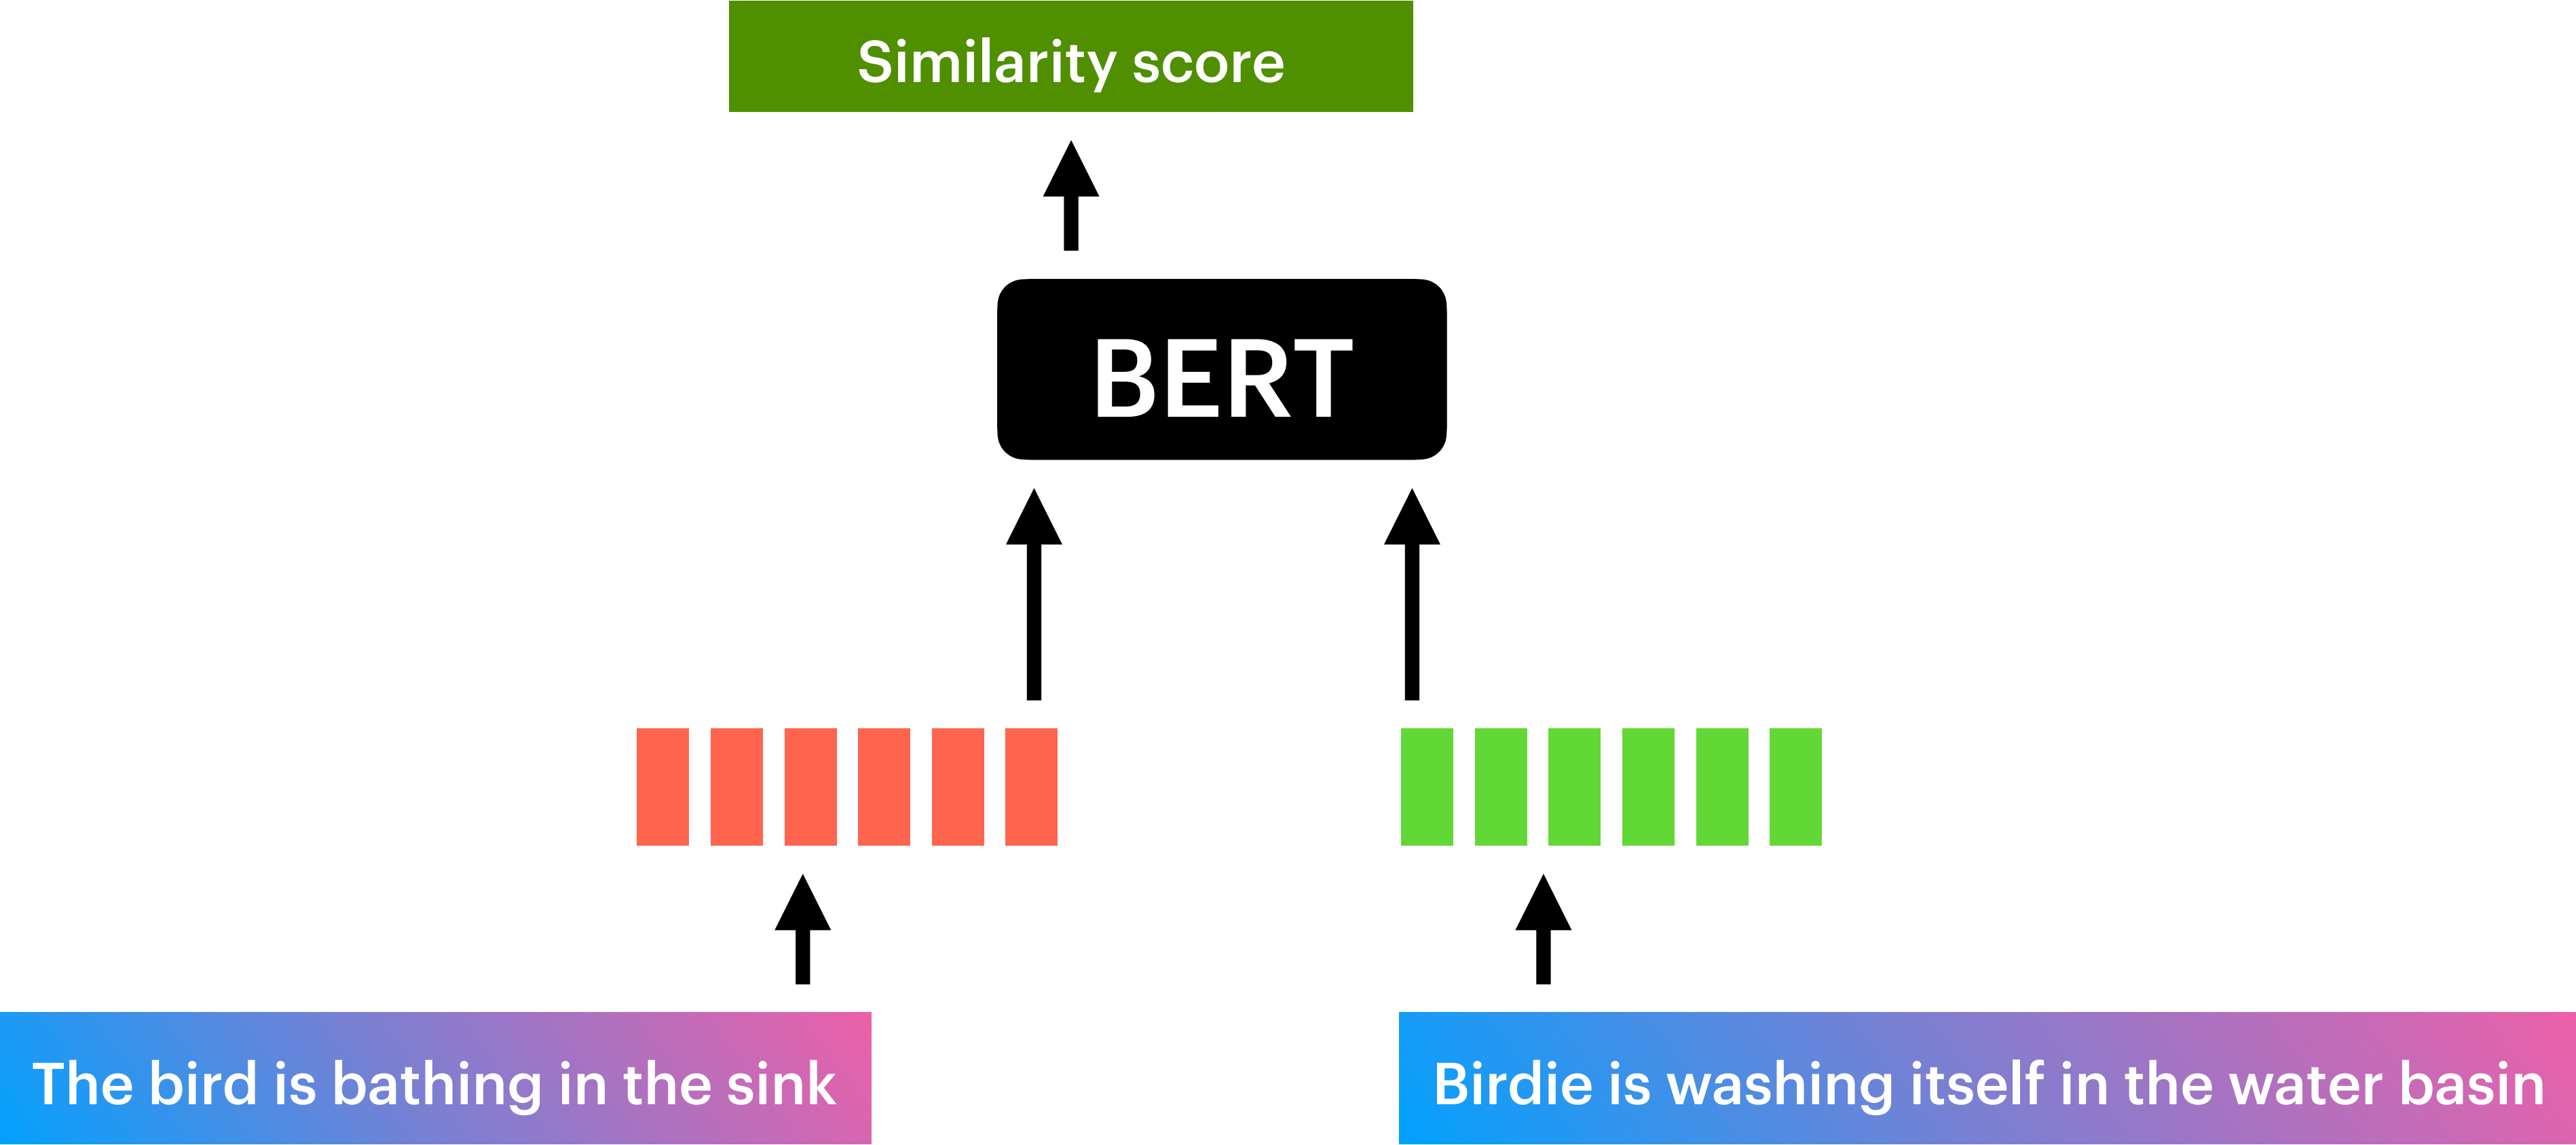 Similarity score
BERT
The bird is bathing in the sink
Birdie is washing itself in the water basin